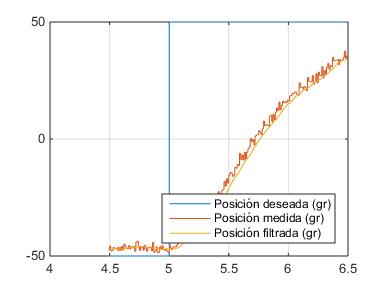 50
0
Posición deseada (gr)
Posición medida (gr)
Posición filtrada (gr)
-50
4 4.5 5 5.5 6 6.5